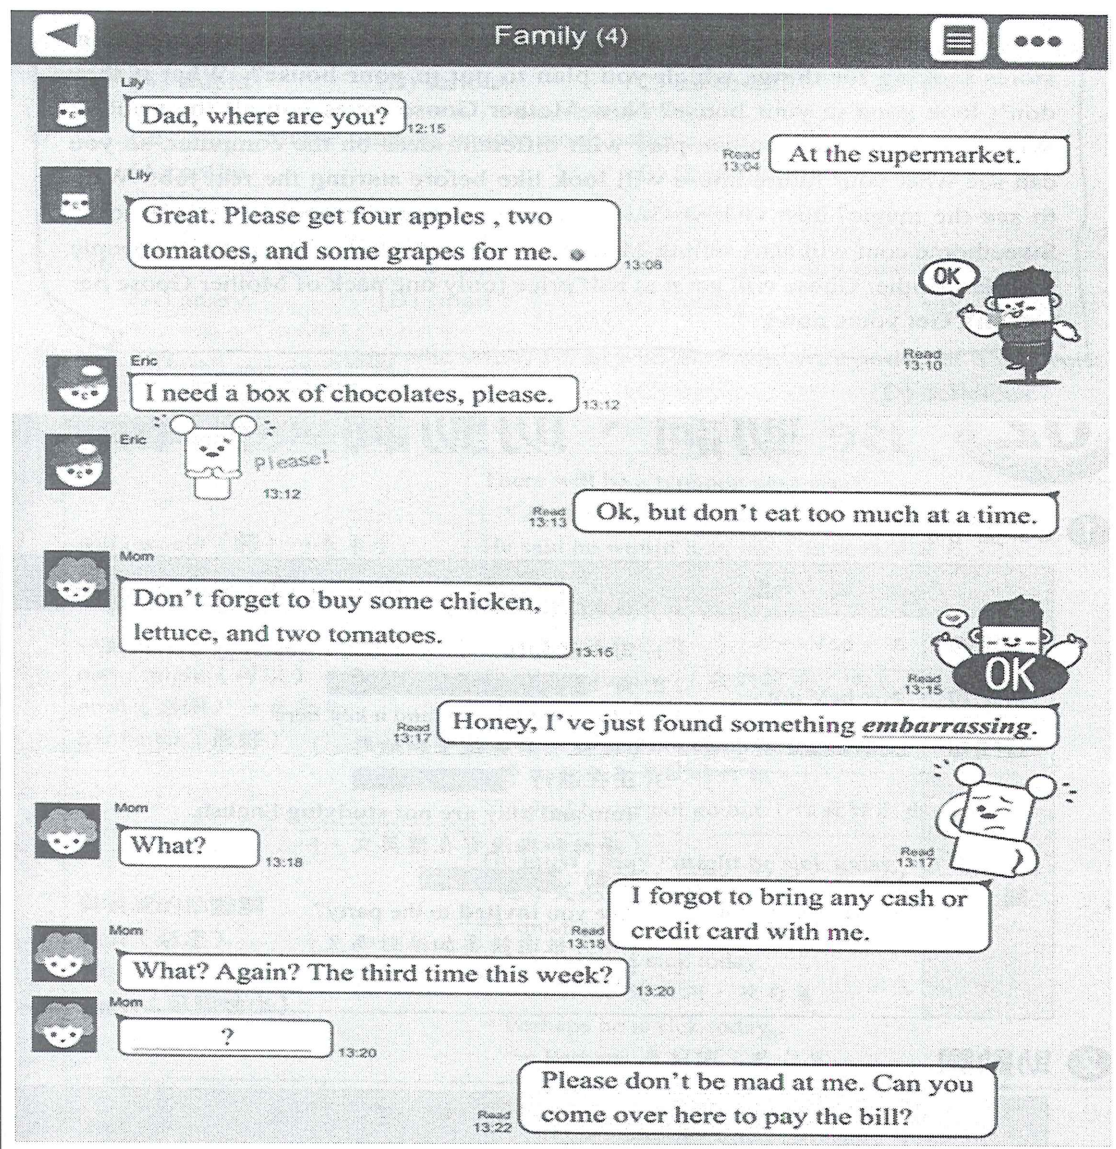 Family (4)
Lily
Dad, where are you?
12:15
Read
13:04
At the supermarket.
Lily
Great. Please get four apples , two
tomatoes, and some grapes for me.
13:08
OK
Read
13:10
Eric
I need a box of chocolates, please.
13:12
Eric
Please!
13:12
Read
13:13
Ok, but don't eat too much at a time.
Mom
Don't forget to buy some chicken,
lettuce, and two tomatoes.
13:15
OK
Read
13:15
Read
13:17
Honey, I've just found something embarrassing.
Read
13:17
Mom
What?
13:18
Read
13:18
I forgot to bring any cash or
credit card with me.
Mom
What? Again? The third time this week?
13:20
Mom
?
13:20
Read
13:22
Please don't be mad at me. Can you
come over here to pay the bill?